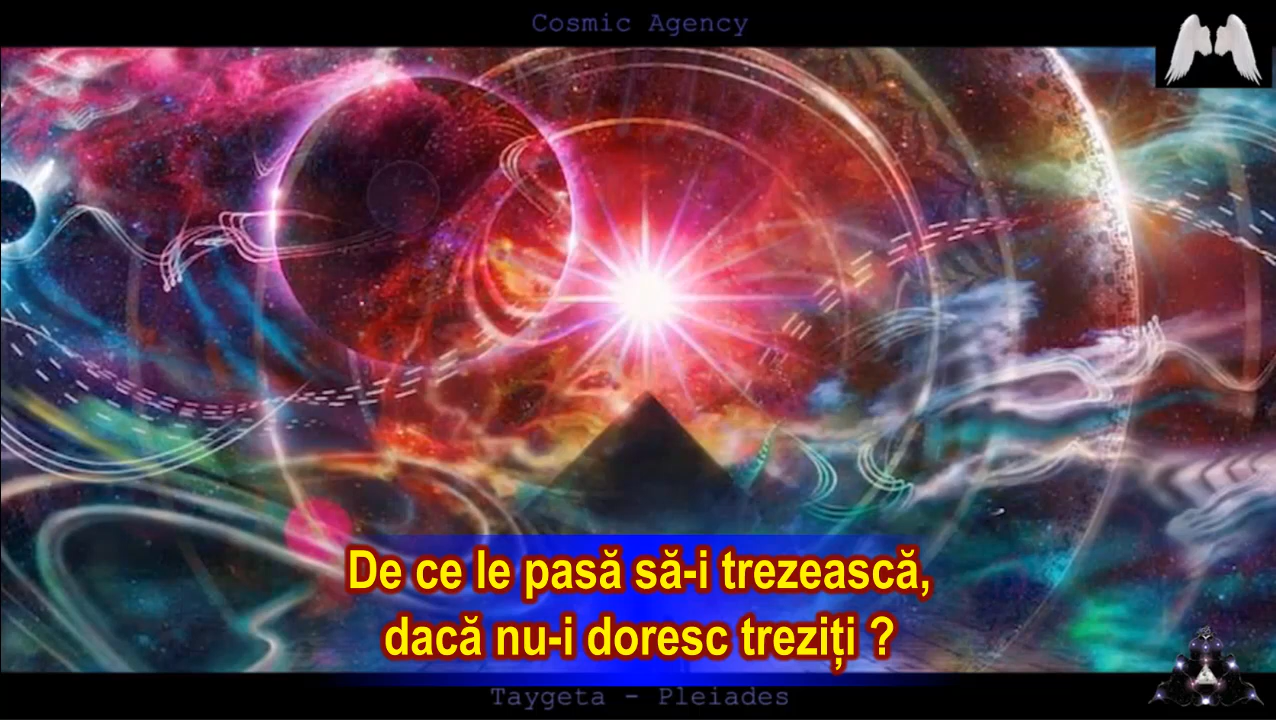 Cosmic Agency
De ce le pasă să-i trezească,
dacă nu-i doresc treziți ?
Taygeta - Pleiades